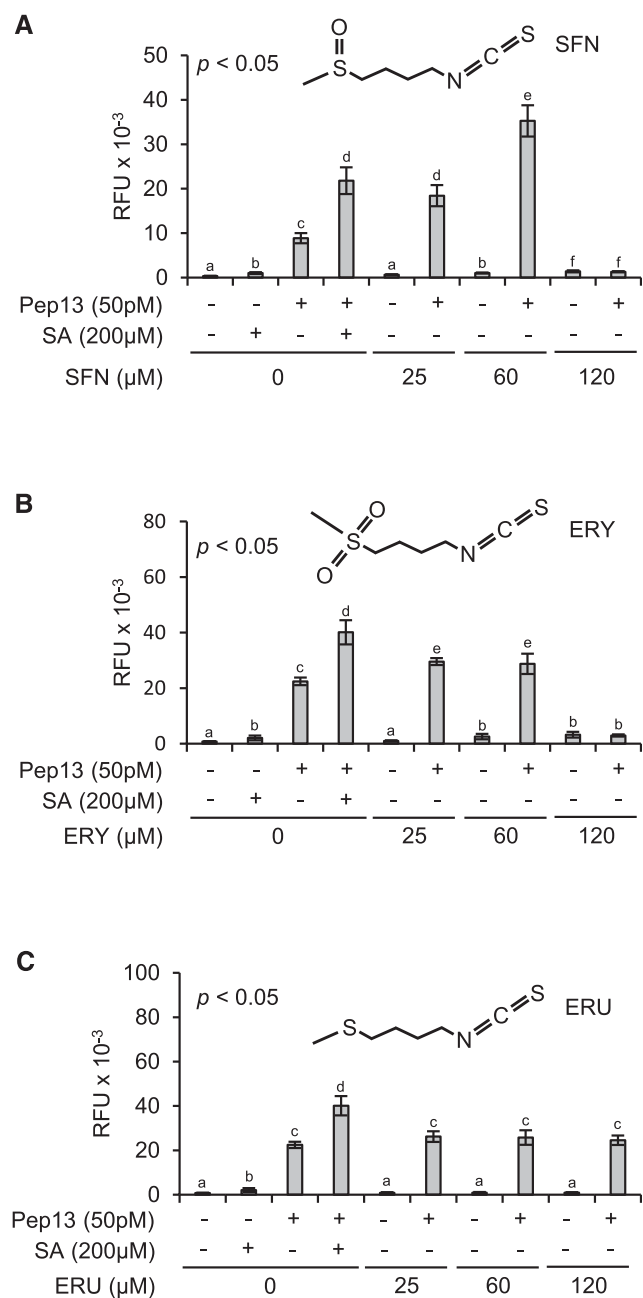 A
O
S
S
SFN
p < 0.05
S
C
N
50
40
30
20
10
0
RFU x 10-3
a b c d a d b e f f
Pep13 (50pM) - - + + - + - + - +
SA (200µM) - + - +
SFN (µM) 0 25 60 120
B
O
S
ERY
p < 0.05
S
C
O
N
80
60
40
20
0
RFU x 10-3
a b c d a e b e b b
Pep13 (50pM) - - + + - + - + - +
SA (200µM) - + - +
ERY (µM) 0 25 60 120
C
S
ERU
p < 0.05
S
C
N
100
80
60
40
20
0
RFU x 10-3
a b c d a c a c a c
Pep13 (50pM) - - + + - + - + - +
SA (200µM) - + - +
ERU (µM) 0 25 60 120